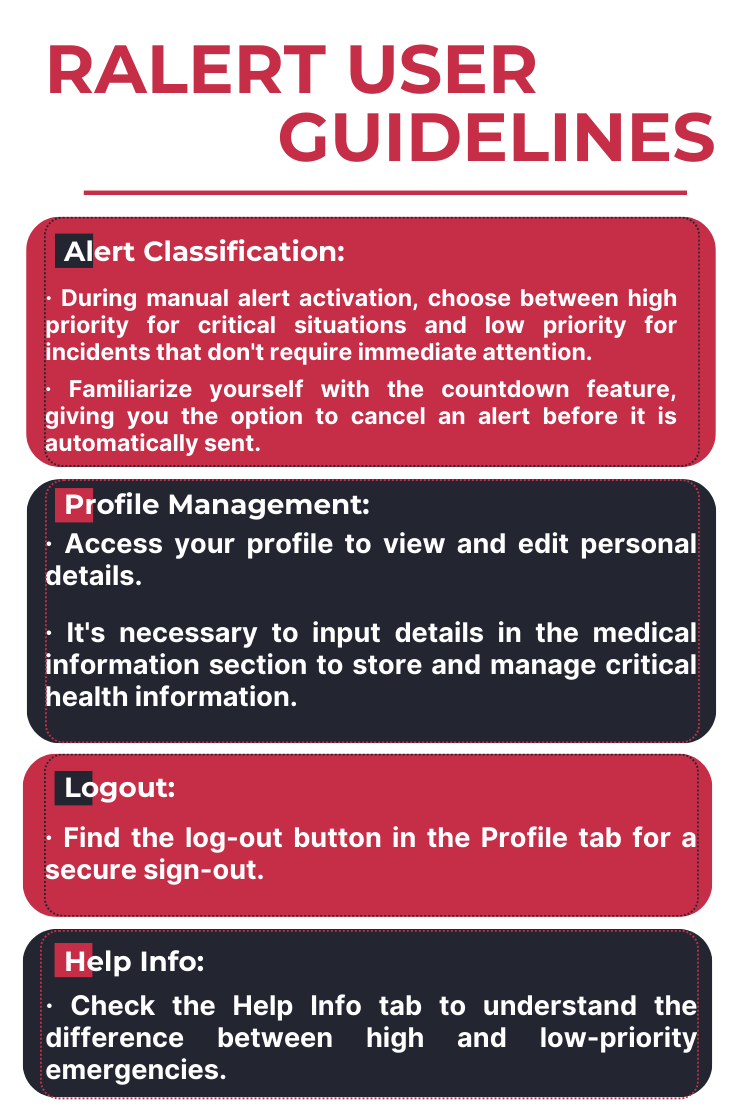 RALERT USER
GUIDELINES
Alert Classification:
· During manual alert activation, choose between high
priority for critical situations and low priority for
incidents that don't require immediate attention.
· Familiarize yourself with the countdown feature,
giving you the option to cancel an alert before it is
automatically sent.
Profile Management:
· Access your profile to view and edit personal
details.
· It's necessary to input details in the medical
information section to store and manage critical
health information.
Logout:
· Find the log-out button in the Profile tab for a
secure sign-out.
Help Info:
· Check the Help Info tab to understand the
difference between high and low-priority
emergencies.